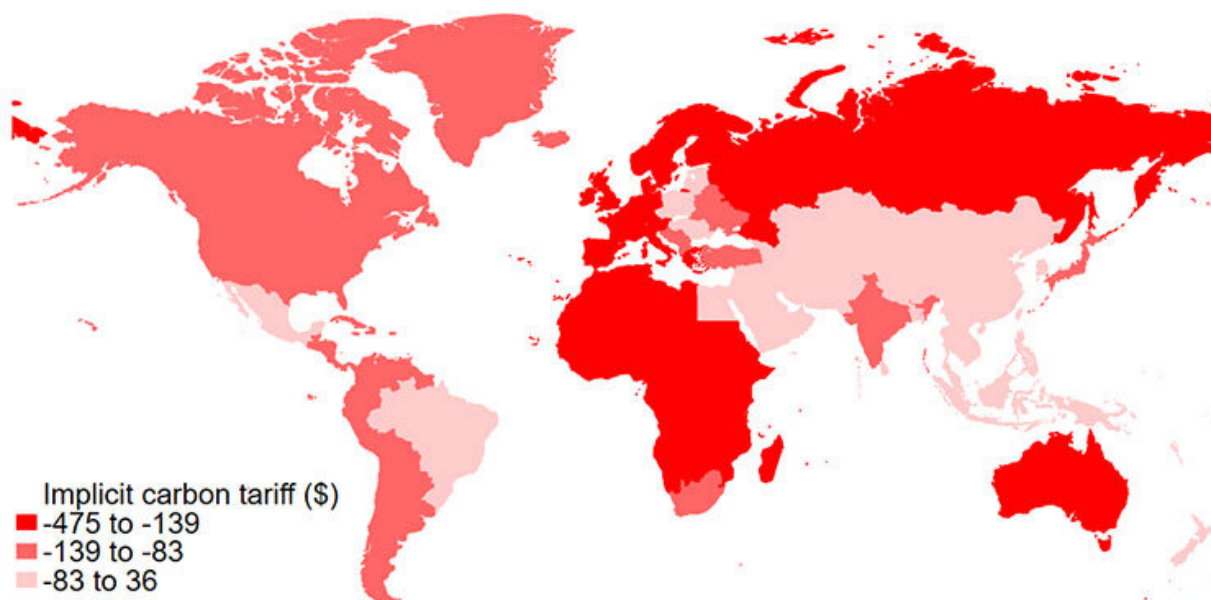 Implicit carbon tariff ($)
-475 to -139
-139 to -83
-83 to 36